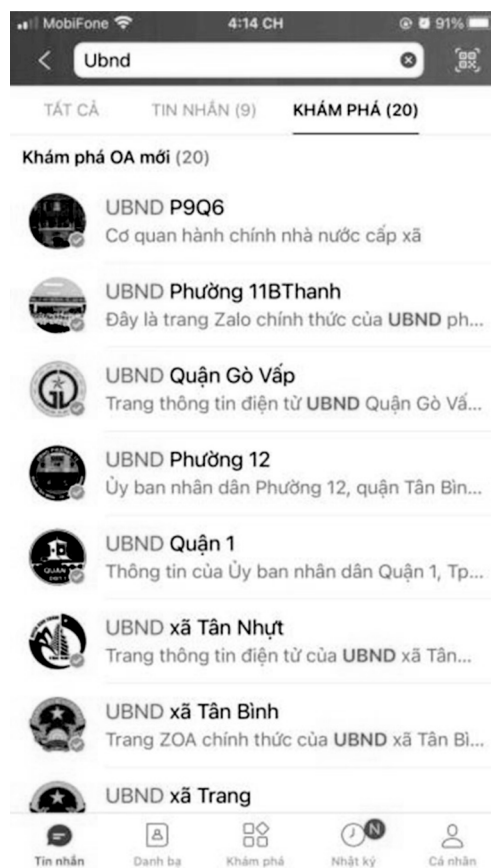 MobiFone 4:14 CH 91%
Ubnd
TẤT CẢ TIN NHẮN (9) KHÁM PHÁ (20)
Khám phá OA mới (20)
UBND P9Q6
Cơ quan hành chính nhà nước cấp xã
UBND Phường 11BThanh
Đây là trang Zalo chính thức của UBND ph...
UBND Quận Gò Vấp
Trang thông tin điện tử UBND Quận Gò Vấ...
UBND Phường 12
Ủy ban nhân dân Phường 12, quận Tân Bìn...
UBND Quận 1
QUAN
Thông tin của Ủy ban nhân dân Quận 1, Tp...
UBND xã Tân Nhựt
Trang thông tin điện tử của UBND xã Tân...
UBND xã Tân Bình
Trang ZOA chính thức của UBND xã Tân Bì...
UBND xã Trang
N
Tin nhắn Danh bạ Khám phá Nhật ký Cá nhân